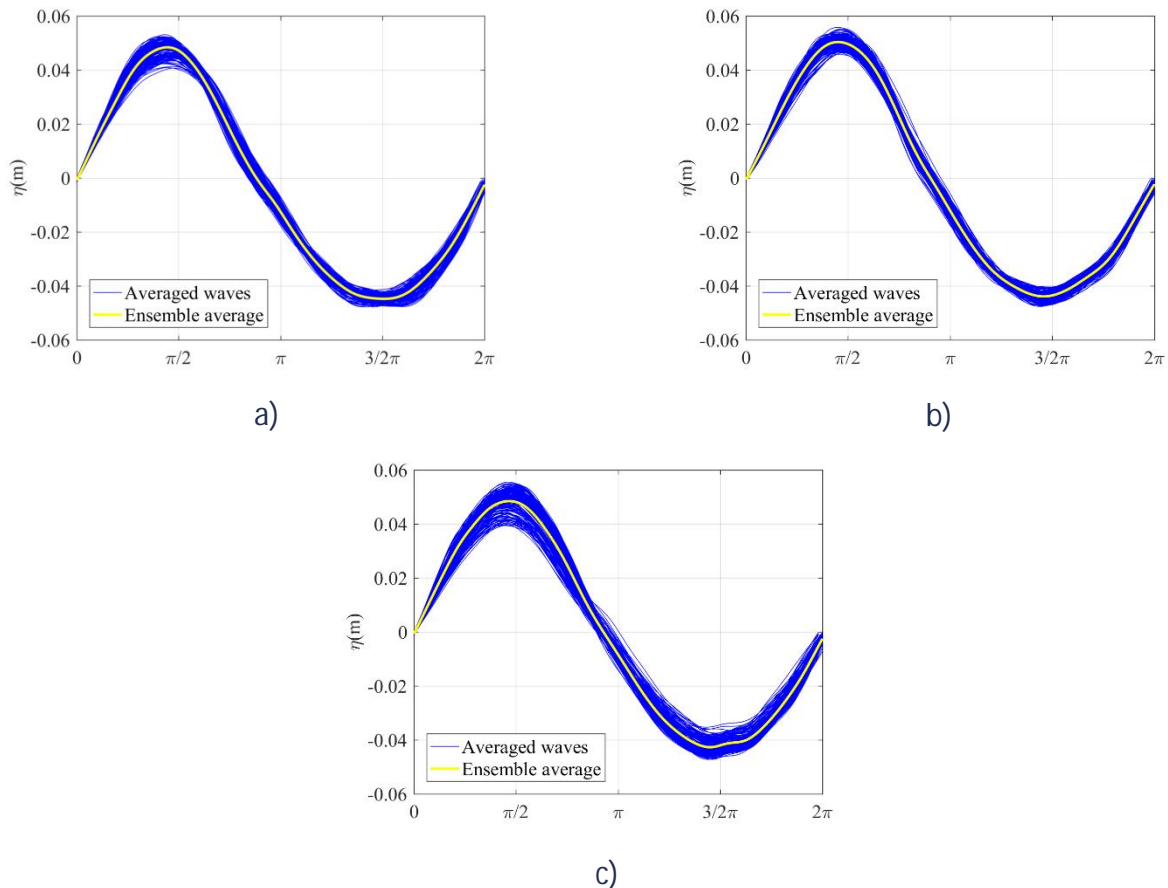 0.06
0.04
0.02
0
-0.02
-0.04
-0.06
η(m)
Averaged waves
Ensemble average
0 π/2 π 3/2π 2π
a)
0.06
0.04
0.02
0
-0.02
-0.04
-0.06
η(m)
Averaged waves
Ensemble average
0 π/2 π 3/2π 2π
b)
0.06
0.04
0.02
0
-0.02
-0.04
-0.06
η(m)
Averaged waves
Ensemble average
0 π/2 π 3/2π 2π
c)